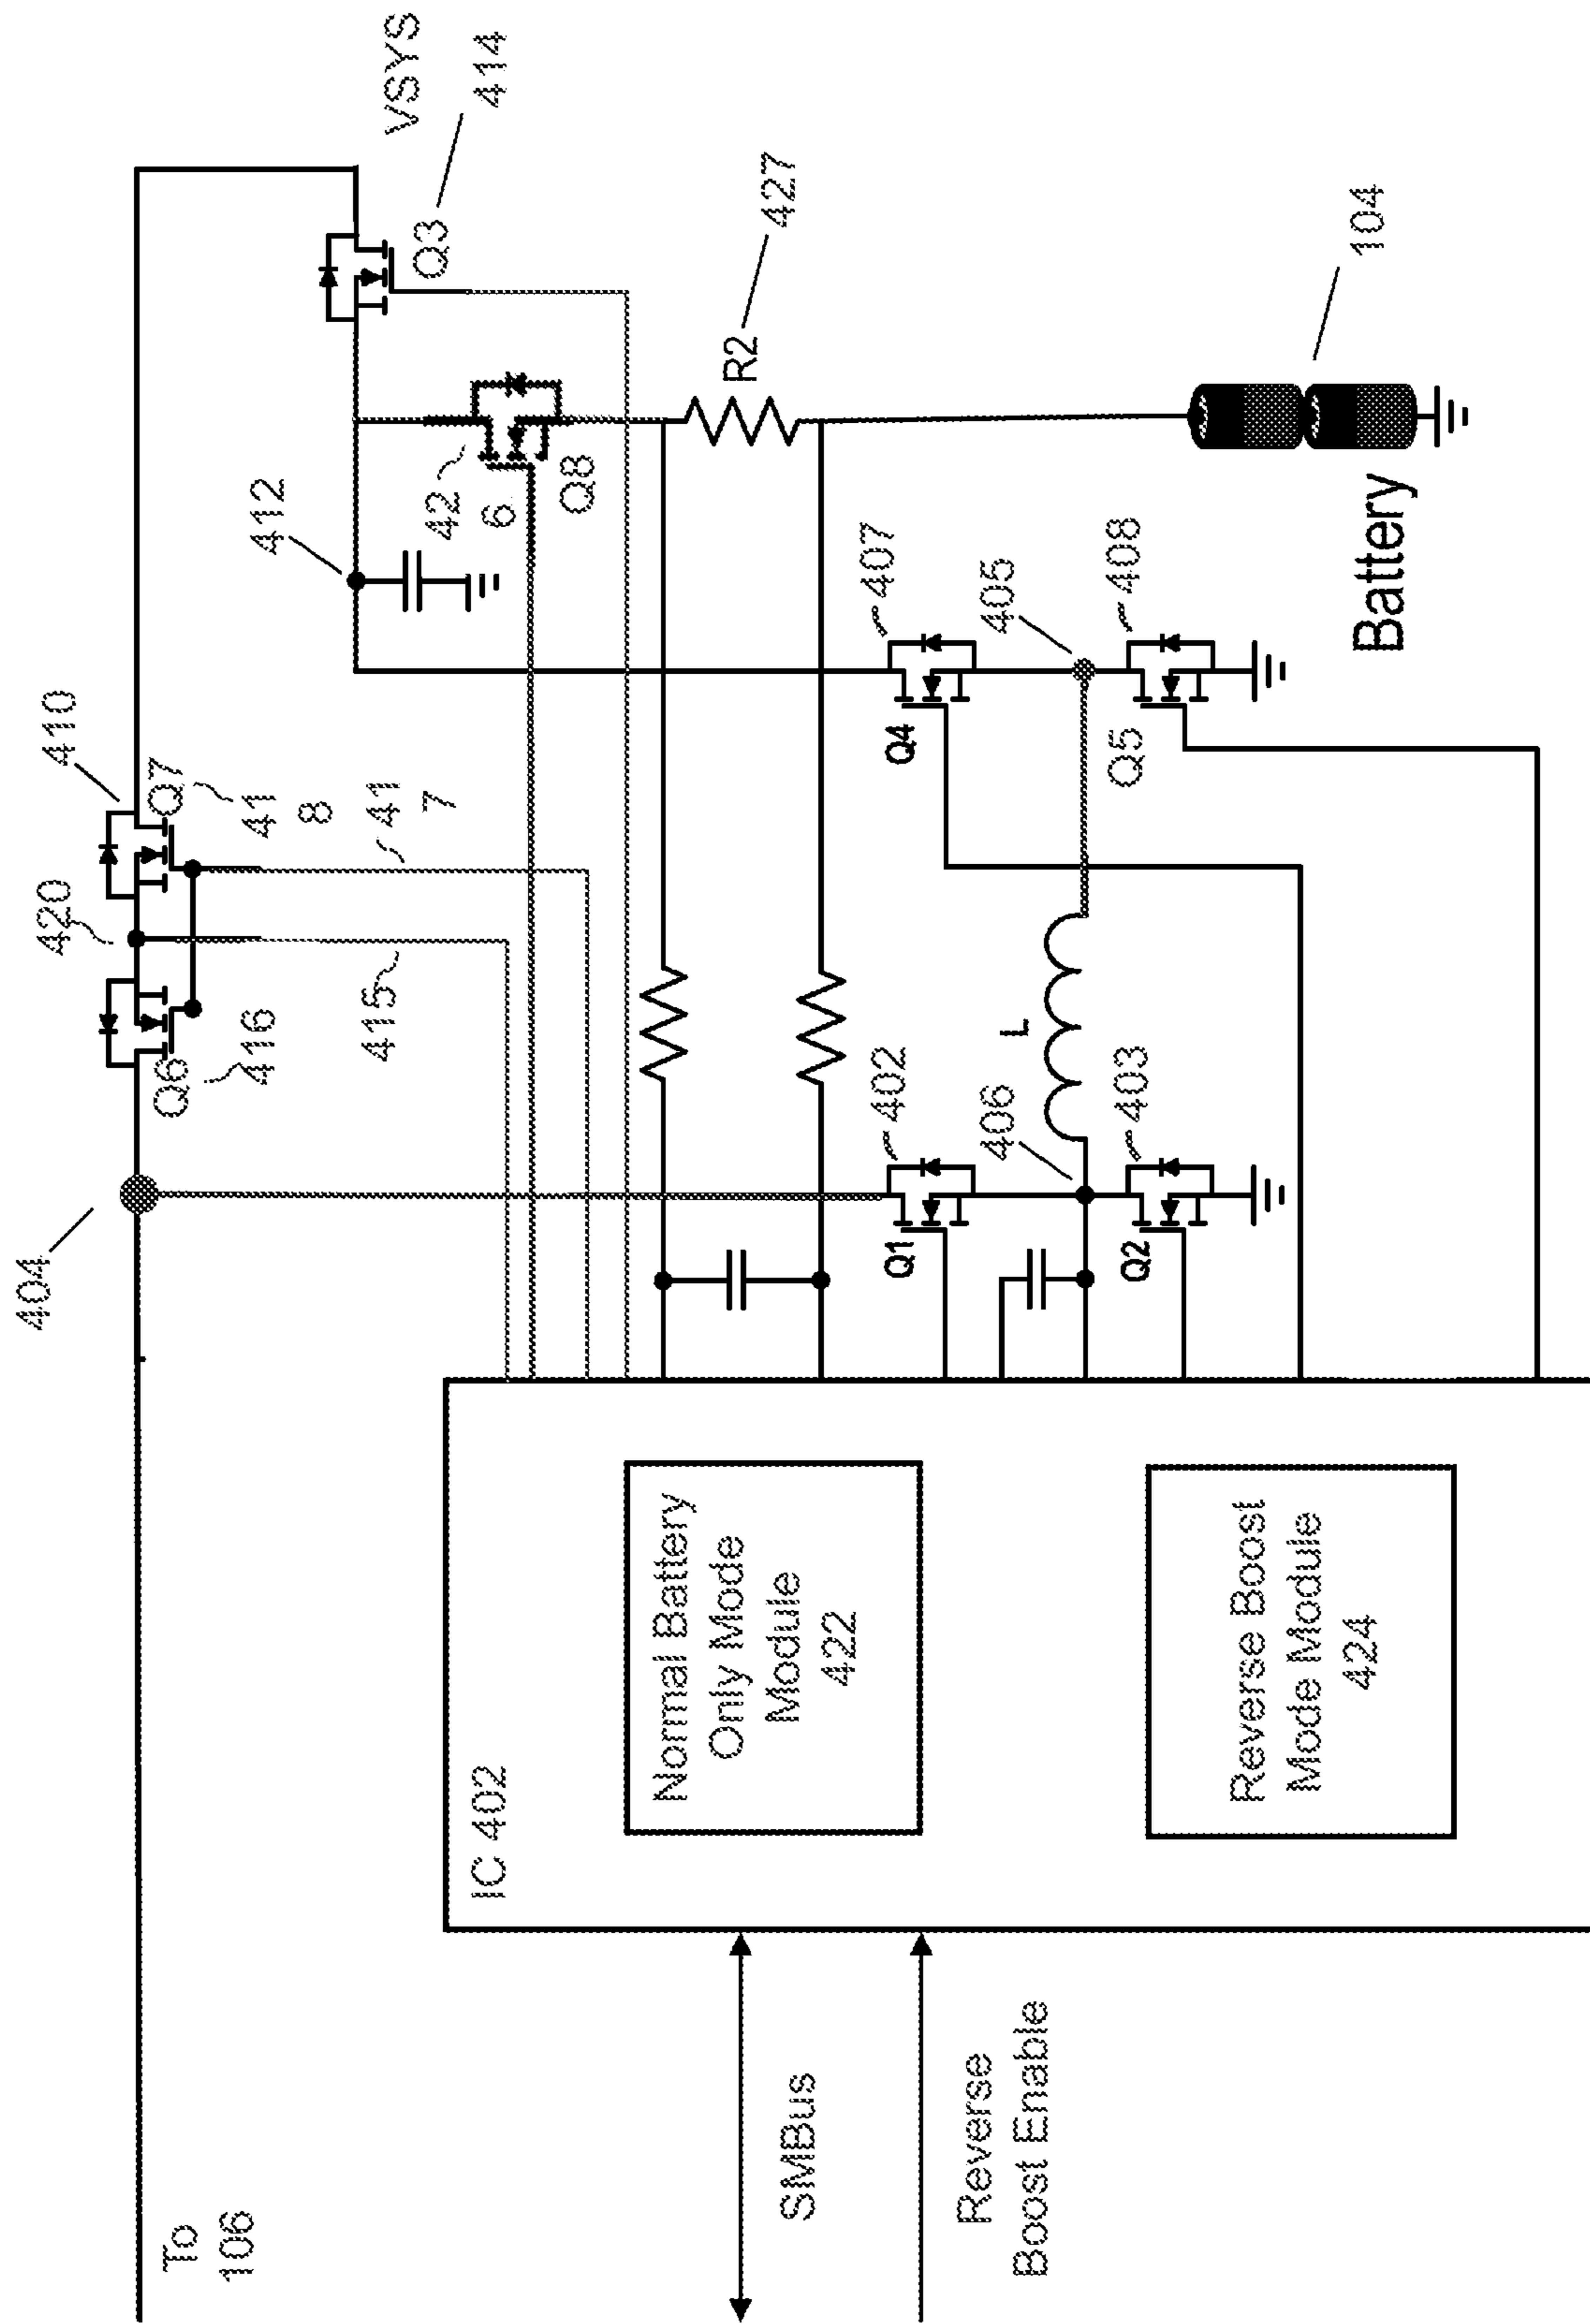 To
106
404
Q6
416
420
415
Q7
410
41
8
41
7
412
42
6
Q8
Q3
VSYS
414
R2
427
IC 402
Normal Battery
Only Mode
Module
422
Reverse Boost
Mode Module
424
SMBus
Reverse
Boost Enable
Q1
402
406
Q2
403
L
Q4
407
405
Q5
408
Battery
104